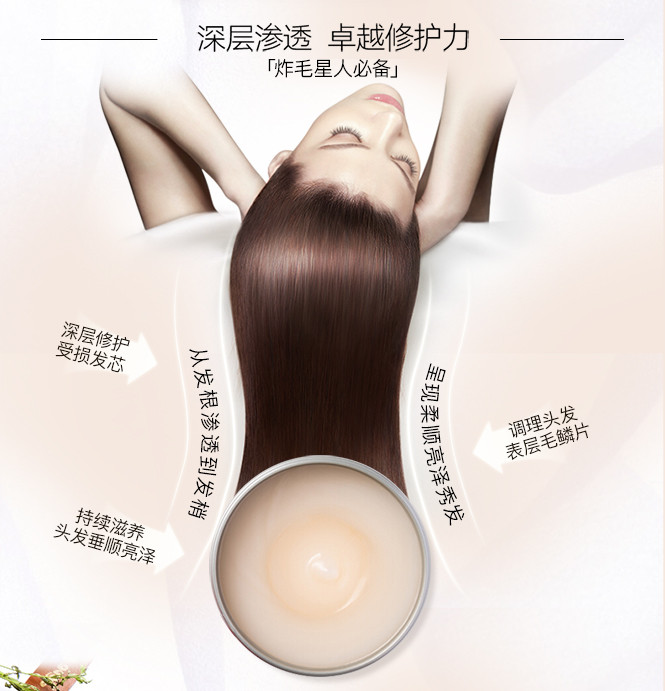 深层渗透 卓越修护力
「炸毛星人必备」
深层修护
受损发芯
从发根渗透到发梢
呈现柔顺亮泽秀发
调理头发
表层毛鳞片
持续滋养
头发垂顺亮泽